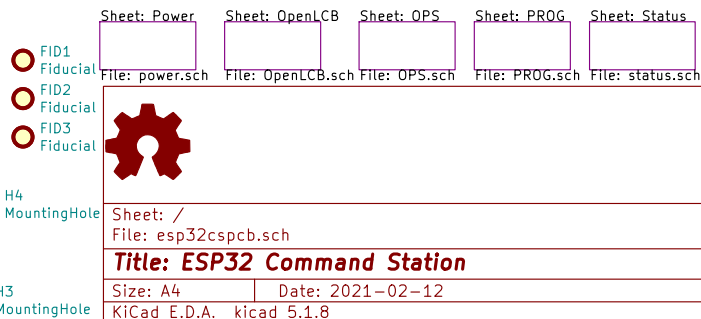 Sheet: Power
Sheet: OpenLCB
Sheet: OPS
Sheet: PROG
Sheet: Status
File: power.sch
File: OpenLCB.sch
File: OPS.sch
File: PROG.sch
File: status.sch
FID1
Fiducial
FID2
Fiducial
FID3
Fiducial
H4
MountingHole
Sheet: /
File: esp32cspcb.sch
Title: ESP32 Command Station
Size: A4
Date: 2021-02-12
H3
MountingHole
KiCad E.D.A. kicad 5.1.8